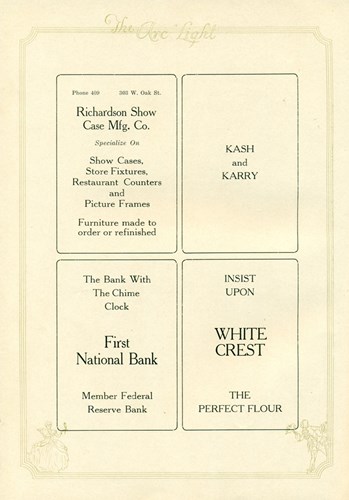 The Arc Light
Phone 409 303 W. Oak St.
Richardson Show
Case Mfg. Co.
Specialize On
Show Cases,
Store Fixtures,
Restaurant Counters
and
Picture Frames
Furniture made to
order or refinished
KASH
and
KARRY
The Bank With
The Chime
Clock
First
National Bank
Member Federal
Reserve Bank
INSIST
UPON
WHITE
CREST
THE
PERFECT FLOUR